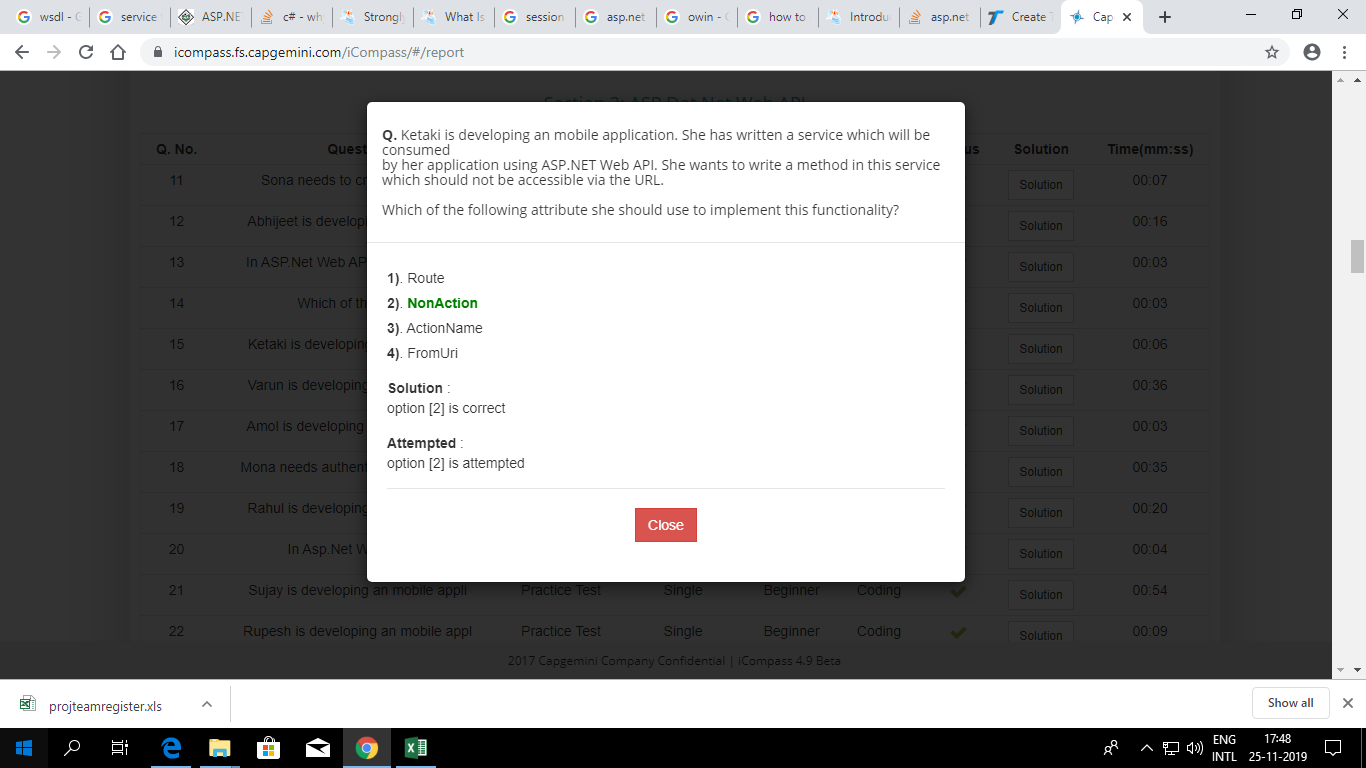 wsdl - G
service
ASP.NE
c# - wh
Strongly
What Is
session
asp.net
owin - G
how to
Introdu
asp.net
Create T
Cap
icompass.fs.capgemini.com/iCompass/#/report
Q. No.
Quest
us
Solution
Time(mm:ss)
Q. Ketaki is developing an mobile application. She has written a service which will be
consumed
by her application using ASP.NET Web API. She wants to write a method in this service
which should not be accessible via the URL.
Which of the following attribute she should use to implement this functionality?
1). Route
2). NonAction
3). ActionName
4). FromUri
Solution :
option [2] is correct
Attempted :
option [2] is attempted
Close
11 Sona needs to cr Solution 00:07
12 Abhijeet is develop Solution 00:16
13 In ASP.Net Web AP Solution 00:03
14 Which of th Solution 00:03
15 Ketaki is developing Solution 00:06
16 Varun is developing Solution 00:36
17 Amol is developing Solution 00:03
18 Mona needs authent Solution 00:35
19 Rahul is developing Solution 00:20
20 In Asp.Net W Solution 00:04
21 Sujay is developing an mobile appli Practice Test Single Beginner Coding Solution 00:54
22 Rupesh is developing an mobile appl Practice Test Single Beginner Coding Solution 00:09
2017 Capgemini Company Confidential | iCompass 4.9 Beta
projteamregister.xls
Show all
ENG
INTL
17:48
25-11-2019